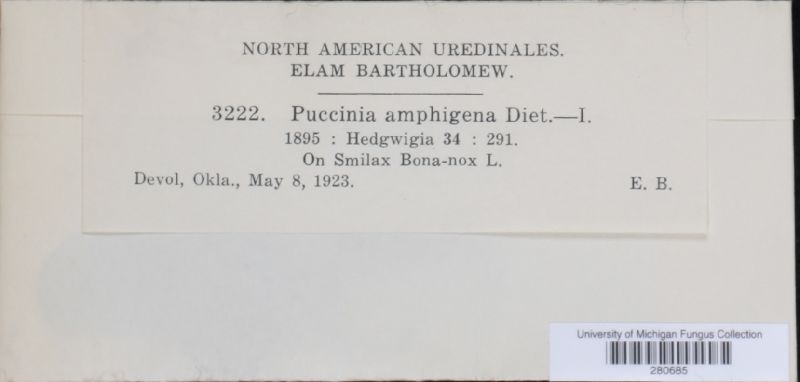 NORTH AMERICAN UREDINALES.
ELAM BARTHOLOMEW.
3222. Puccinia amphigena Diet.—I.
1895 : Hedgwigia 34 : 291.
On Smilax Bona-nox L.
Devol, Okla., May 8, 1923. E. B.
University of Michigan Fungus Collection
280685